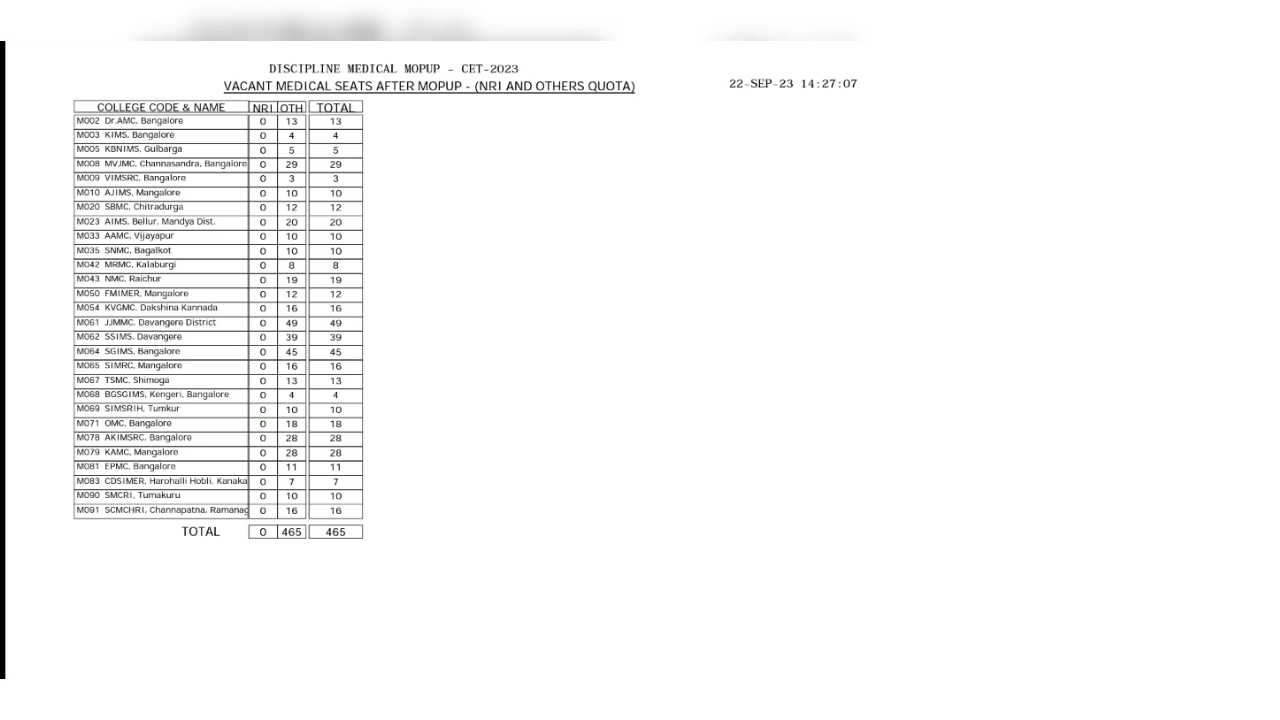 DISCIPLINE MEDICAL MOPUP - CET-2023
VACANT MEDICAL SEATS AFTER MOPUP - (NRI AND OTHERS QUOTA) 22-SEP-23 14:27:07
COLLEGE CODE & NAME NRI OTH TOTAL
M002 Dr.AMC, Bangalore 0 13 13
M003 KIMS, Bangalore 0 4 4
M005 KBNIMS, Gulbarga 0 5 5
M008 MVJMC, Channasandra, Bangalore 0 29 29
M009 VIMSRC, Bangalore 0 3 3
M010 AJIMS, Mangalore 0 10 10
M020 SBMC, Chitradurga 0 12 12
M023 AIMS, Bellur. Mandya Dist. 0 20 20
M033 AAMC, Vijayapur 0 10 10
M035 SNMC, Bagalkot 0 10 10
M042 MRMC, Kalaburgi 0 8 8
M043 NMC, Raichur 0 19 19
M050 FMIMER, Mangalore 0 12 12
M054 KVGMC, Dakshina Kannada 0 16 16
M061 JJMMC, Davangere District 0 49 49
M062 SSIMS, Davangere 0 39 39
M064 SGIMS, Bangalore 0 45 45
M065 SIMRC, Mangalore 0 16 16
M067 TSMC, Shimoga 0 13 13
M068 BGSGIMS, Kengeri, Bangalore 0 4 4
M069 SIMSRIH, Tumkur 0 10 10
M071 OMC, Bangalore 0 18 18
M078 AKIMSRC, Bangalore 0 28 28
M079 KAMC, Mangalore 0 28 28
M081 EPMC, Bangalore 0 11 11
M083 CDSIMER, Harohalli Hobli, Kanaka 0 7 7
M090 SMCRI, Tumakuru 0 10 10
M091 SCMCHRI, Channapatna, Ramanag 0 16 16
TOTAL 0 465 465